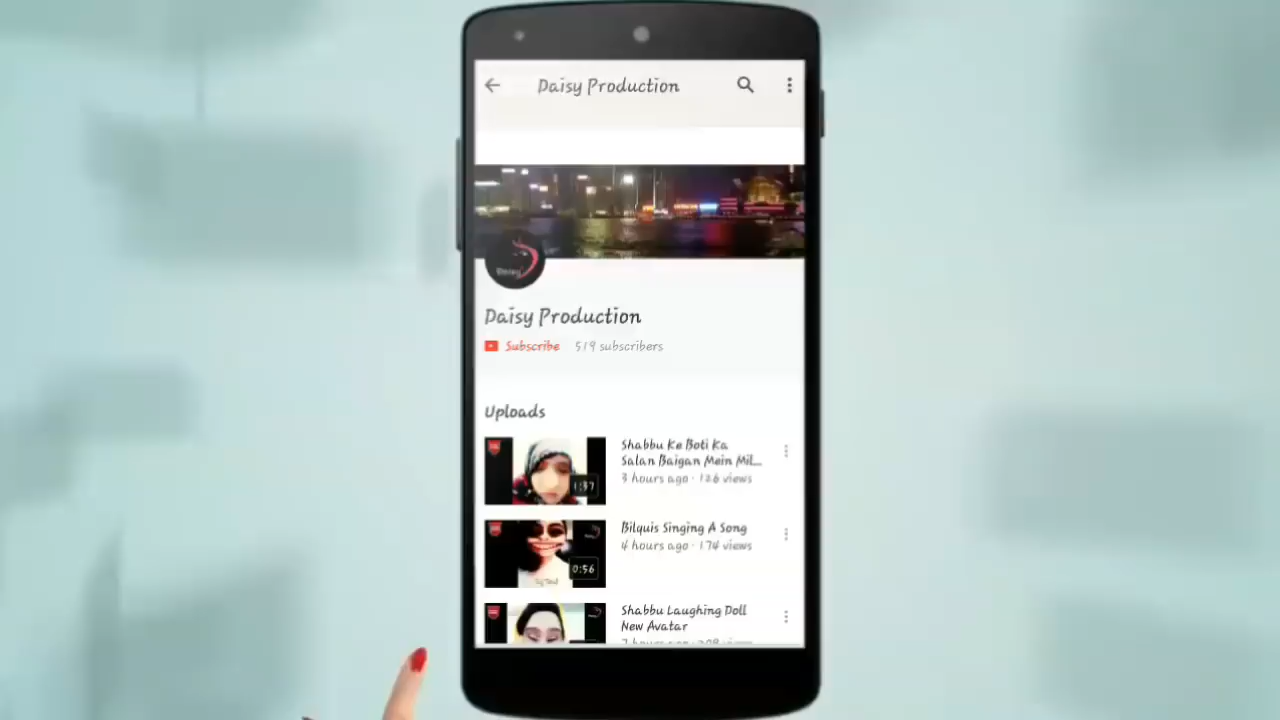 Daisy Production
Daisy Production
Subscribe 519 subscribers
Uploads
Shabbu Ke Boti Ka
Salan Baigan Mein Mil...
3 hours ago · 126 views
1:37
Bilquis Singing A Song
4 hours ago · 174 views
0:56
Shabbu Laughing Doll
New Avatar